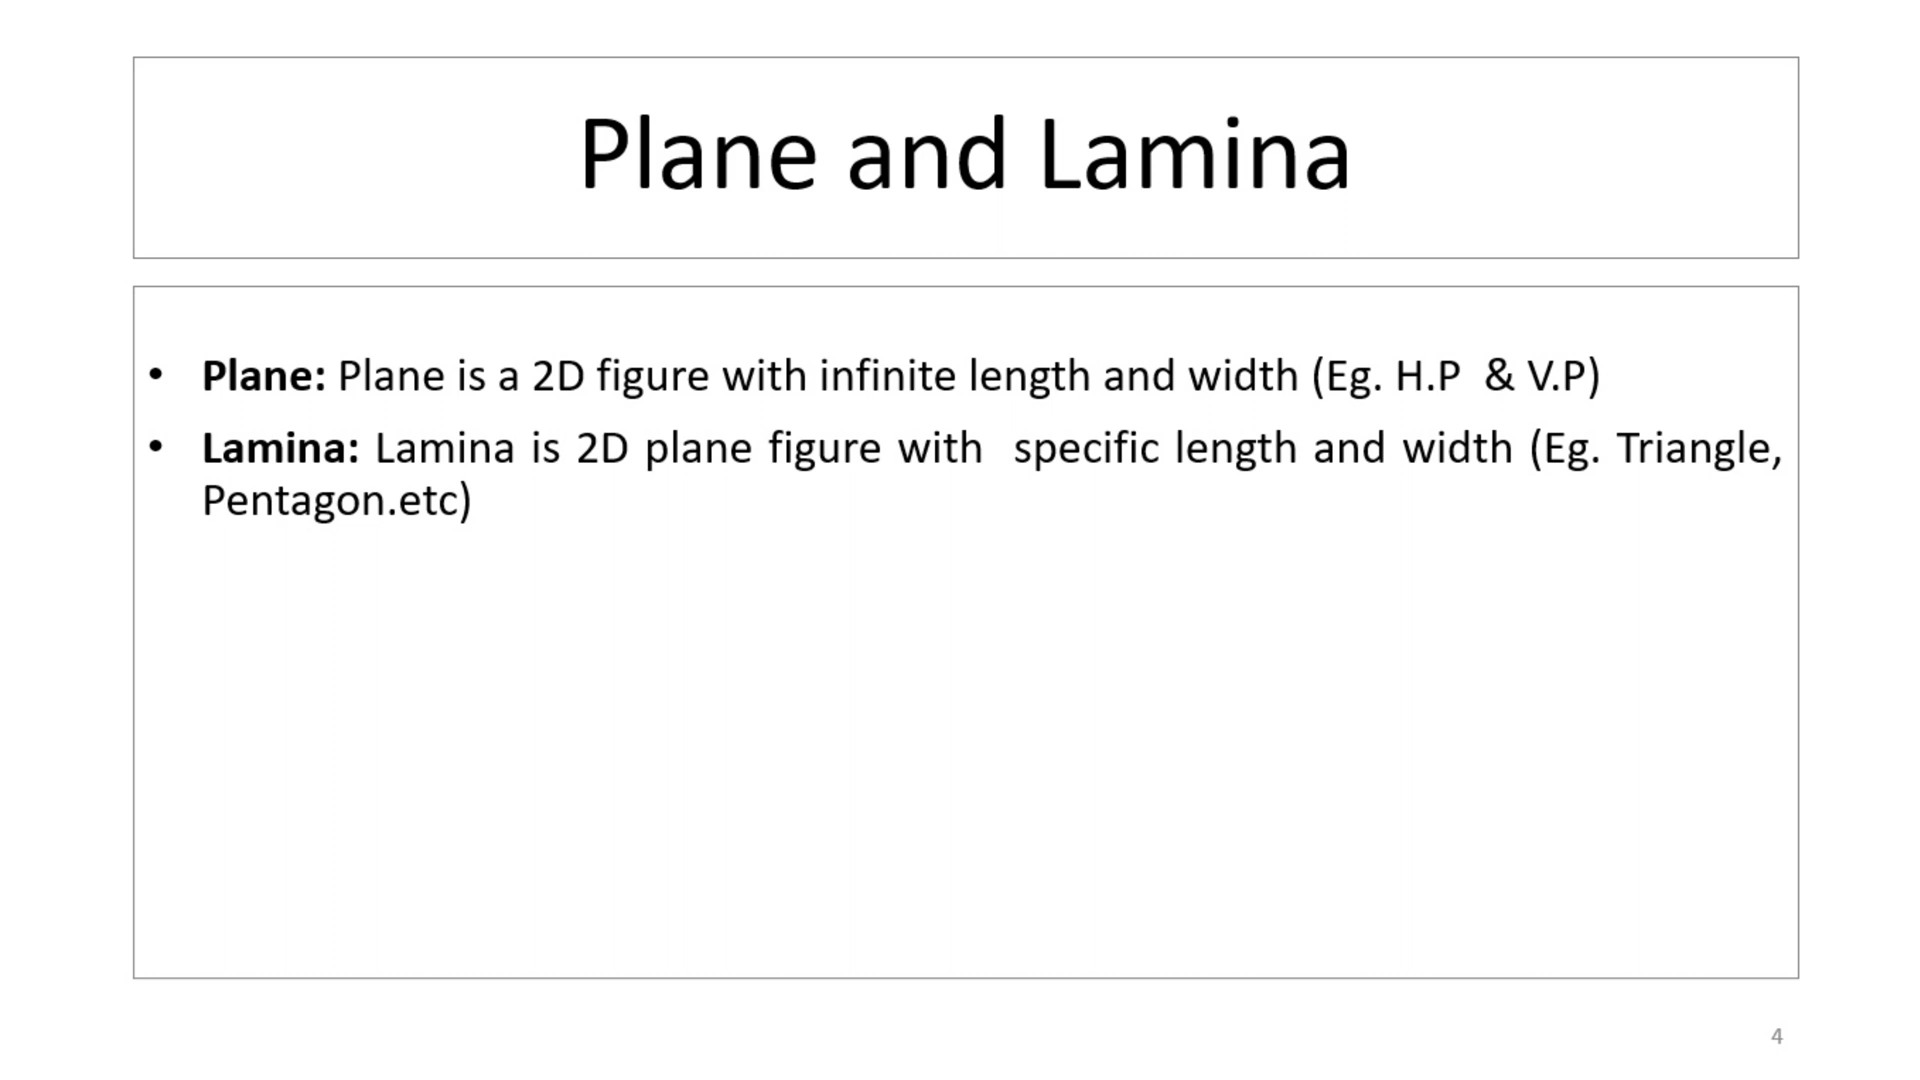 Plane and Lamina
• Plane: Plane is a 2D figure with infinite length and width (Eg. H.P  & V.P)
• Lamina: Lamina is 2D plane figure with  specific length and width (Eg. Triangle,
Pentagon.etc)
4